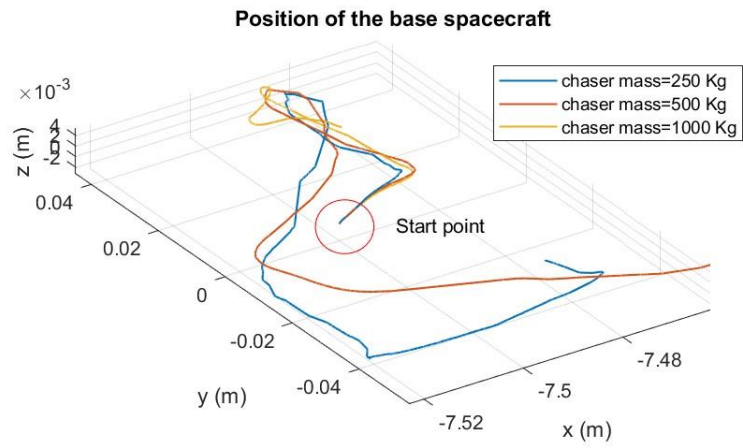 Position of the base spacecraft
×10⁻³
4
2
0
-2
z (m)
chaser mass=250 Kg
chaser mass=500 Kg
chaser mass=1000 Kg
Start point
0.04
0.02
0
-0.02
-0.04
y (m)
-7.52
-7.5
-7.48
x (m)